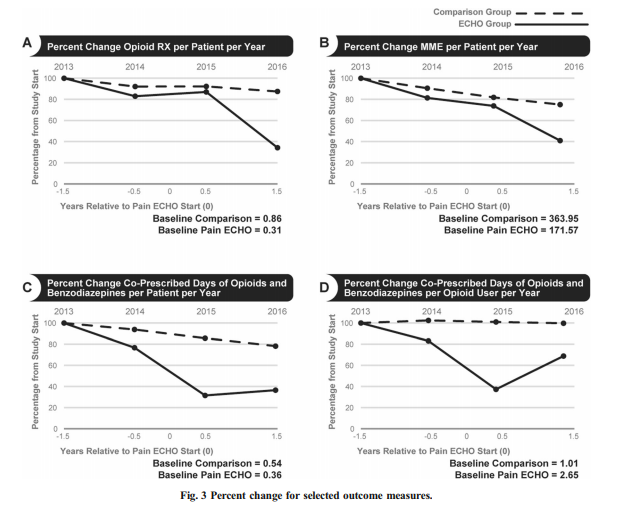 Comparison Group
ECHO Group
A Percent Change Opioid RX per Patient per Year
2013 2014 2015 2016
Percentage from Study Start
100
80
60
40
20
0
-1.5 -0.5 0 0.5 1.5
Years Relative to Pain ECHO Start (0)
Baseline Comparison = 0.86
Baseline Pain ECHO = 0.31
B Percent Change MME per Patient per Year
2013 2014 2015 2016
Percentage from Study Start
100
80
60
40
20
0
-1.5 -0.5 0 0.5 1.5
Years Relative to Pain ECHO Start (0)
Baseline Comparison = 363.95
Baseline Pain ECHO = 171.57
C Percent Change Co-Prescribed Days of Opioids and
Benzodiazepines per Patient per Year
2013 2014 2015 2016
Percentage from Study Start
100
80
60
40
20
0
-1.5 -0.5 0 0.5 1.5
Years Relative to Pain ECHO Start (0)
Baseline Comparison = 0.54
Baseline Pain ECHO = 0.36
D Percent Change Co-Prescribed Days of Opioids and
Benzodiazepines per Opioid User per Year
2013 2014 2015 2016
Percentage from Study Start
100
80
60
40
20
0
-1.5 -0.5 0 0.5 1.5
Years Relative to Pain ECHO Start (0)
Baseline Comparison = 1.01
Baseline Pain ECHO = 2.65
Fig. 3 Percent change for selected outcome measures.